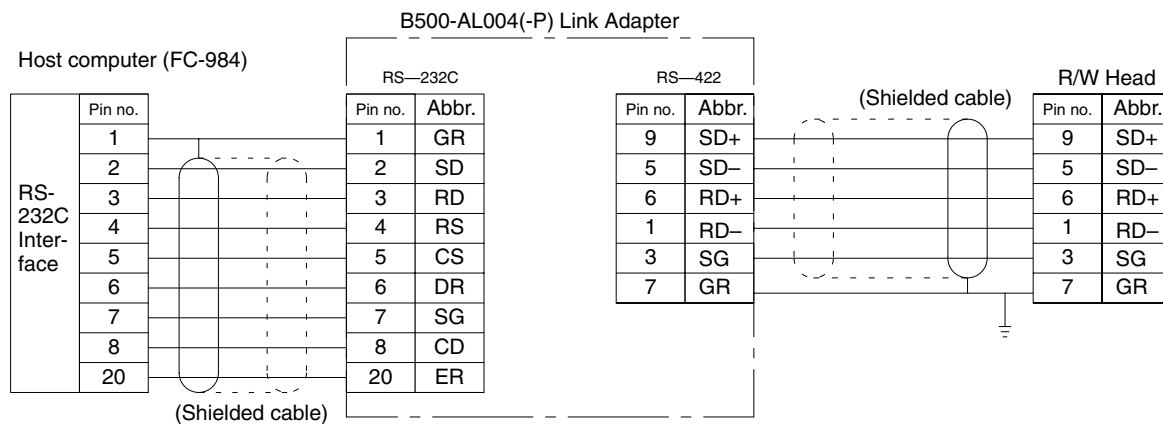 B500-AL004(-P) Link Adapter
Host computer (FC-984)
RS-232C Interface
Pin no.
1
2
3
4
5
6
7
8
20
RS—232C
Pin no. Abbr.
1 GR
2 SD
3 RD
4 RS
5 CS
6 DR
7 SG
8 CD
20 ER
(Shielded cable)
RS—422
Pin no. Abbr.
9 SD+
5 SD–
6 RD+
1 RD–
3 SG
7 GR
(Shielded cable)
R/W Head
Pin no. Abbr.
9 SD+
5 SD–
6 RD+
1 RD–
3 SG
7 GR